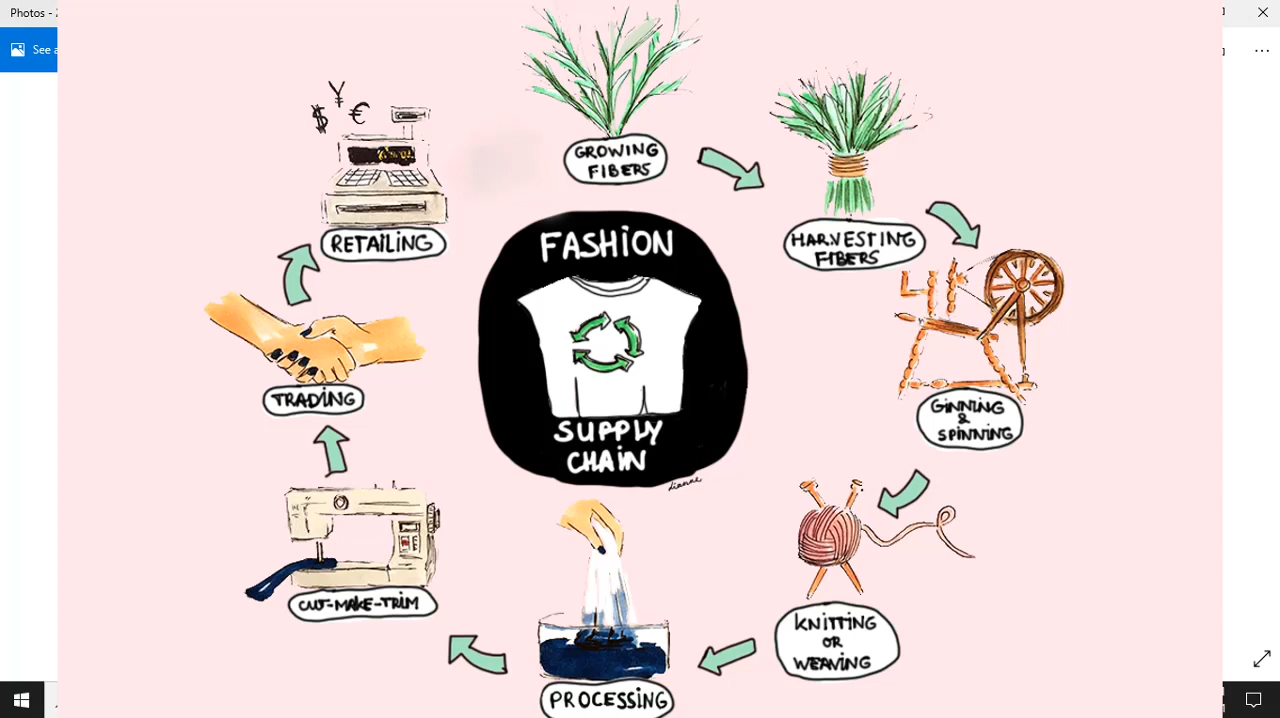 Photos -
See a
¥
$ €
GROWING
FIBERS
HARVESTING
FIBERS
GINNING
&
SPINNING
KNITTING
OR
WEAVING
PROCESSING
CUT-MAKE-TRIM
TRADING
RETAILING
FASHION
SUPPLY
CHAIN
dianne